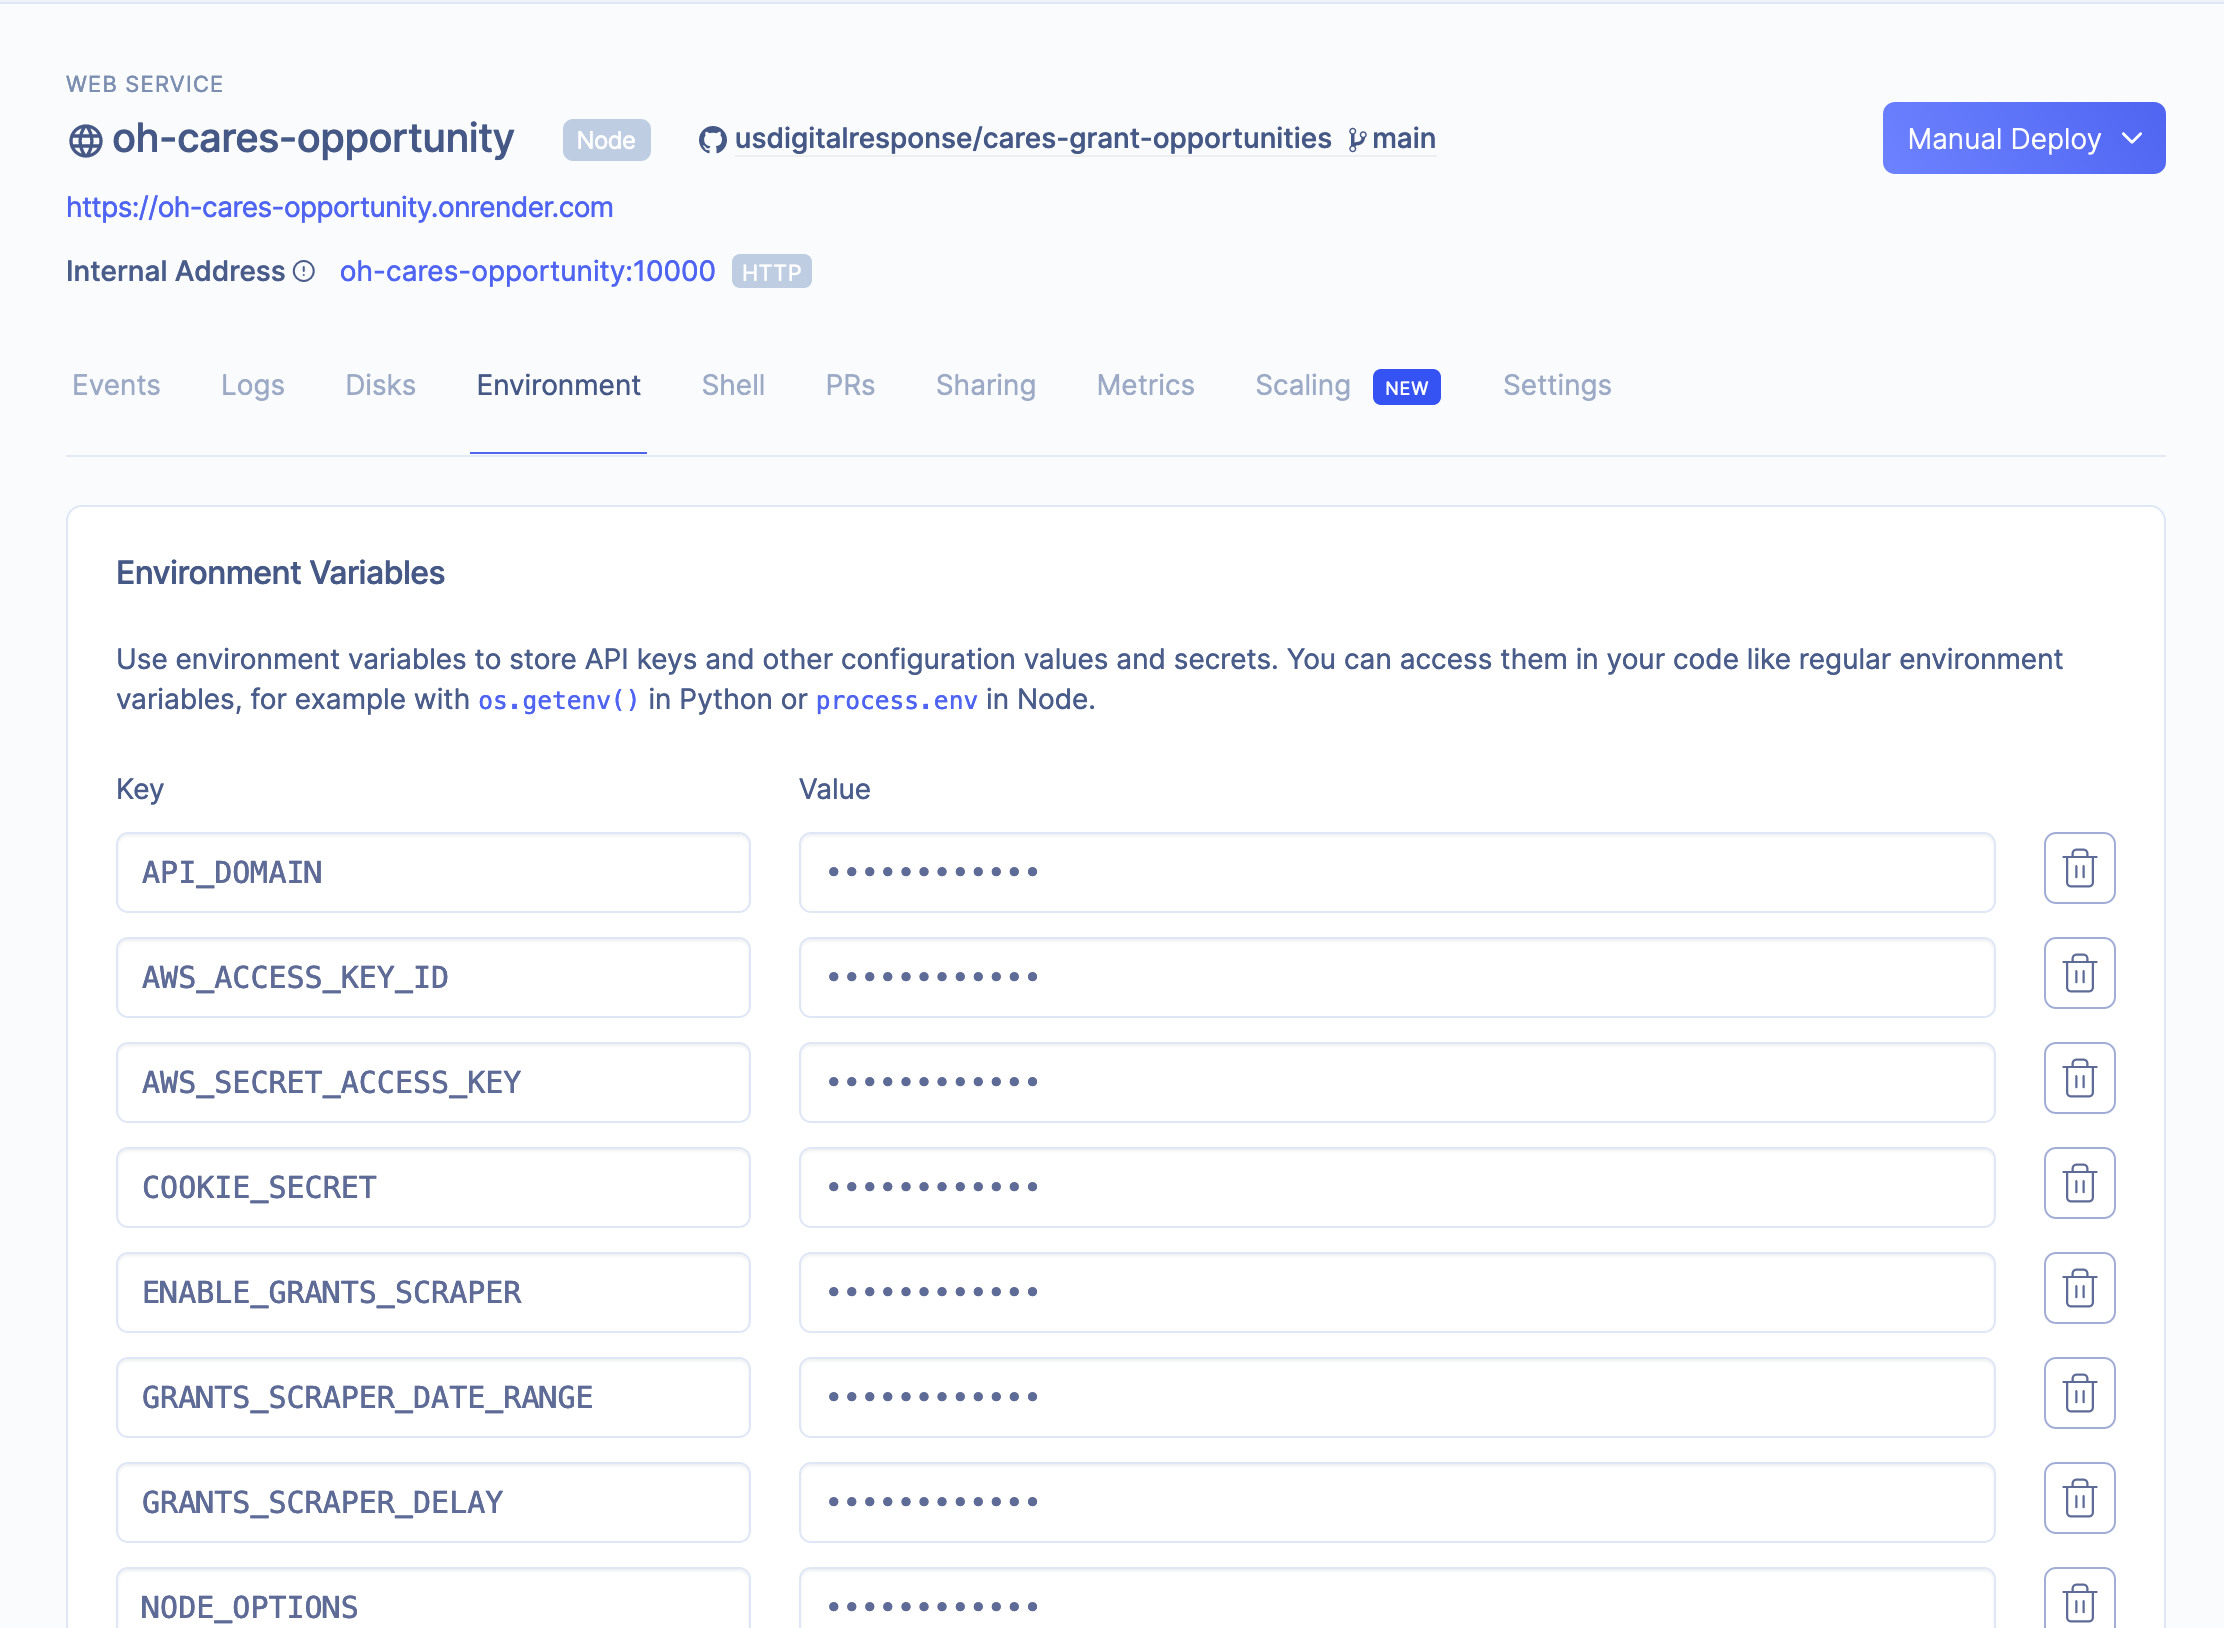 WEB SERVICE
oh-cares-opportunity Node usdigitalresponse/cares-grant-opportunities main Manual Deploy
https://oh-cares-opportunity.onrender.com
Internal Address oh-cares-opportunity:10000 HTTP
Events Logs Disks Environment Shell PRs Sharing Metrics Scaling NEW Settings
Environment Variables
Use environment variables to store API keys and other configuration values and secrets. You can access them in your code like regular environment
variables, for example with os.getenv() in Python or process.env in Node.
Key Value
API_DOMAIN ••••••••••••
AWS_ACCESS_KEY_ID ••••••••••••
AWS_SECRET_ACCESS_KEY ••••••••••••
COOKIE_SECRET ••••••••••••
ENABLE_GRANTS_SCRAPER ••••••••••••
GRANTS_SCRAPER_DATE_RANGE ••••••••••••
GRANTS_SCRAPER_DELAY ••••••••••••
NODE_OPTIONS ••••••••••••